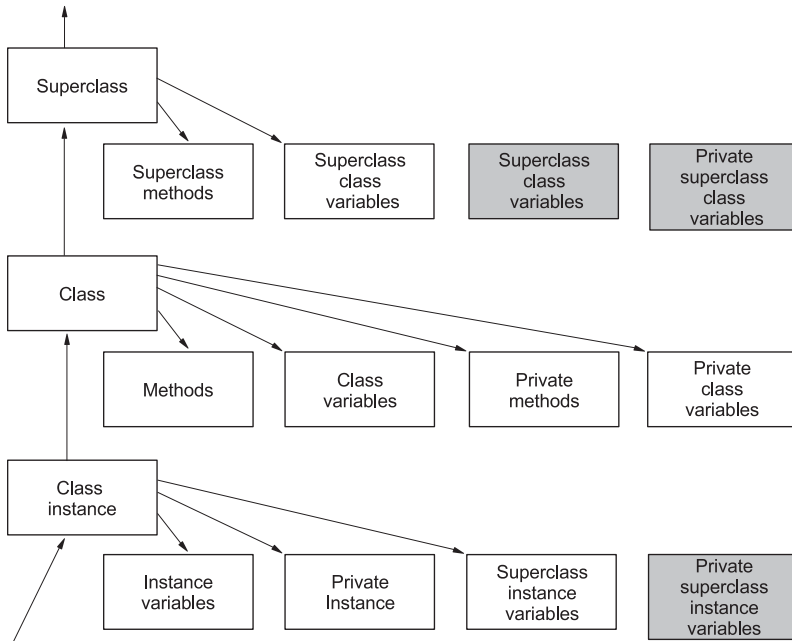 Superclass
Superclass
methods
Superclass
class
variables
Superclass
class
variables
Private
superclass
class
variables
Class
Methods
Class
variables
Private
methods
Private
class
variables
Class
instance
Instance
variables
Private
Instance
Superclass
instance
variables
Private
superclass
instance
variables